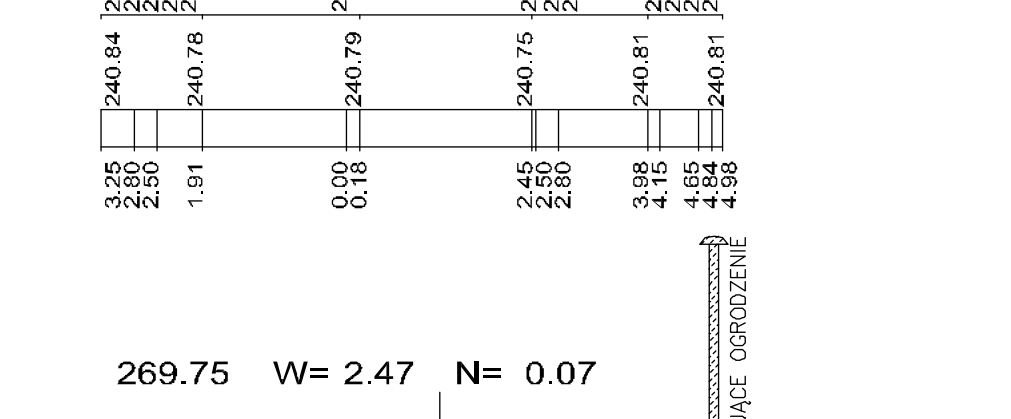 240.84 240.78 240.79 240.75 240.81 240.81
3.25 2.80 2.50 1.91 0.00 0.18 2.45 2.50 2.80 3.98 4.15 4.65 4.84 4.98
269.75 W= 2.47 N= 0.07
OGRODZENIE